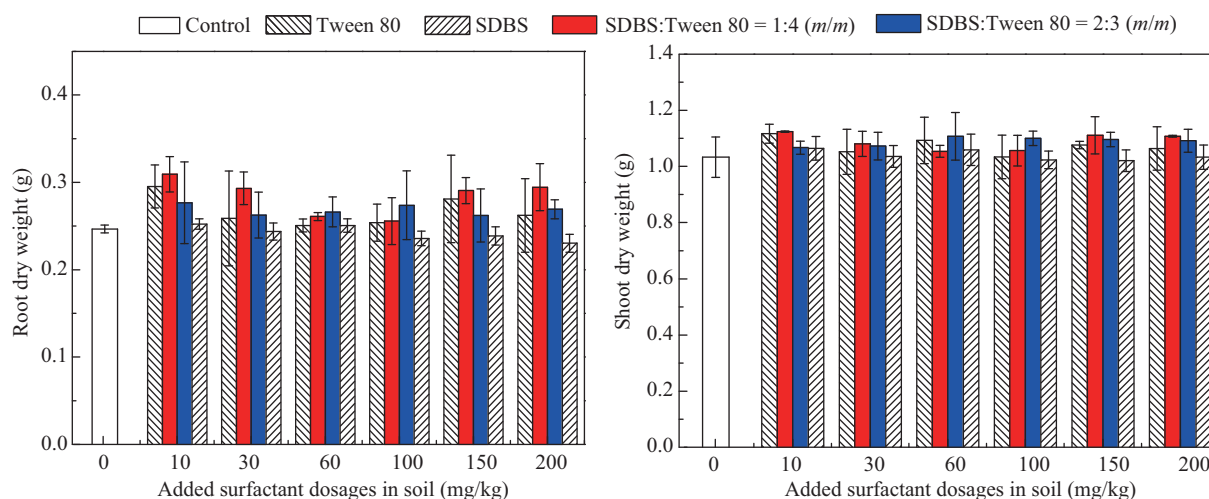 Control Tween 80 SDBS SDBS:Tween 80 = 1:4 (m/m) SDBS:Tween 80 = 2:3 (m/m)
Root dry weight (g)
0.4
0.3
0.2
0.1
0.0
0 10 30 60 100 150 200
Added surfactant dosages in soil (mg/kg)
Shoot dry weight (g)
1.4
1.2
1.0
0.8
0.6
0.4
0.2
0.0
0 10 30 60 100 150 200
Added surfactant dosages in soil (mg/kg)